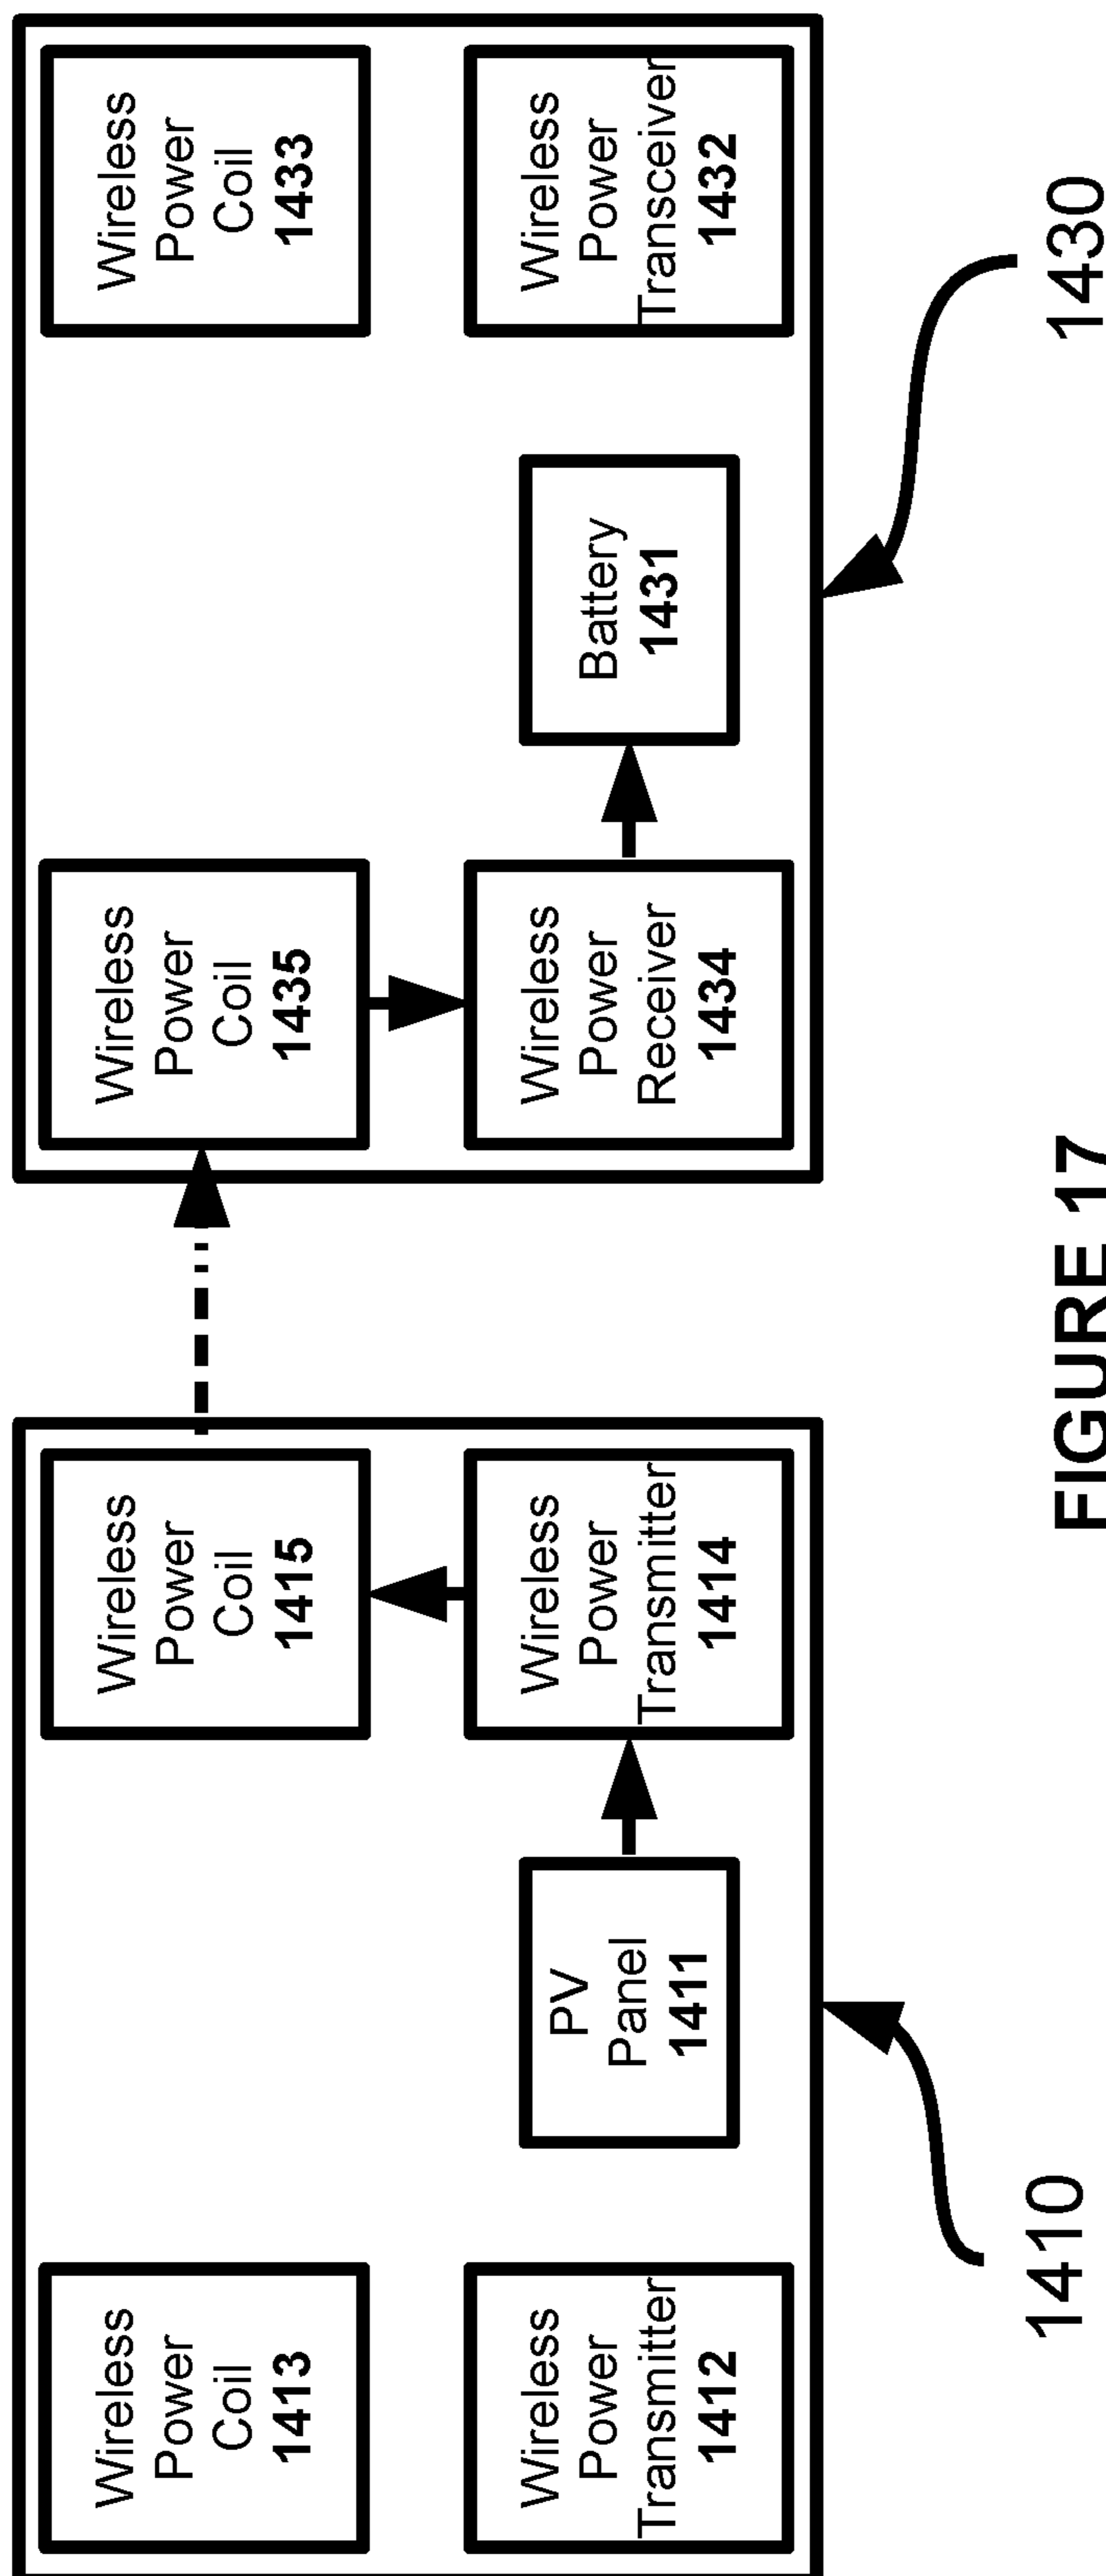 Wireless
Power
Coil
1413
Wireless
Power
Coil
1415
Wireless
Power
Coil
1435
Wireless
Power
Coil
1433
Wireless
Power
Transmitter
1412
PV
Panel
1411
Wireless
Power
Transmitter
1414
Wireless
Power
Receiver
1434
Battery
1431
Wireless
Power
Transceiver
1432
1410
1430
FIGURE 17